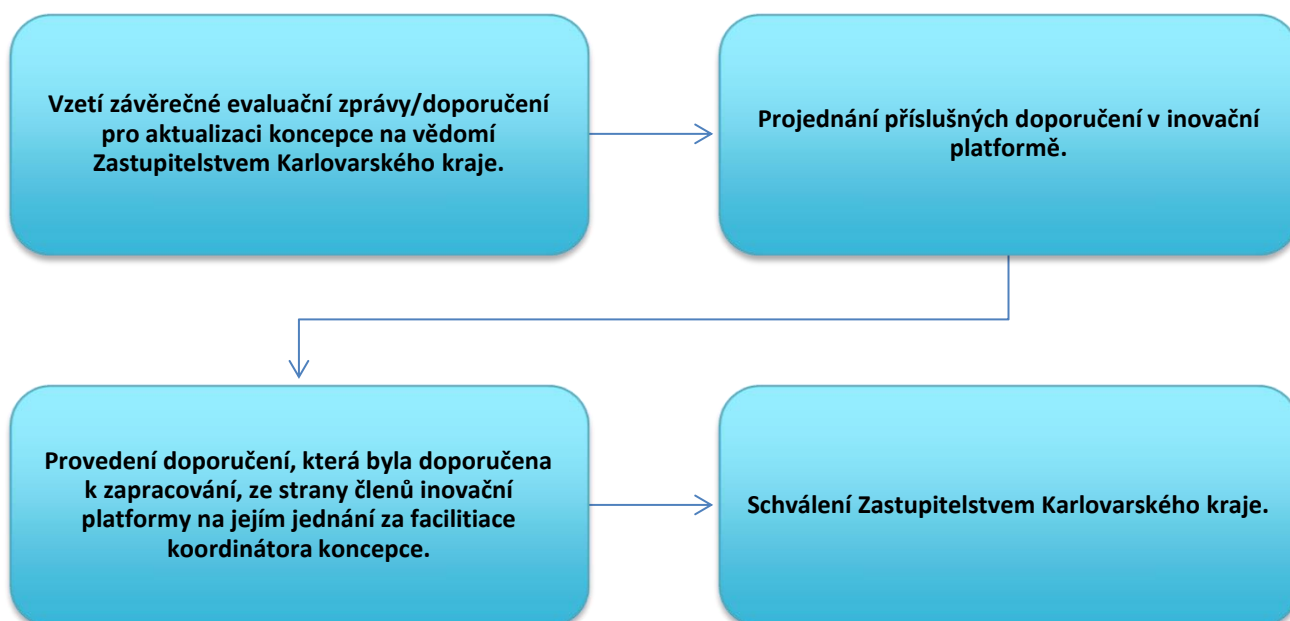 Vzetí závěrečné evaluační zprávy/doporučení
pro aktualizaci koncepce na vědomí
Zastupitelstvem Karlovarského kraje.
Projednání příslušných doporučení v inovační
platformě.
Provedení doporučení, která byla doporučena
k zapracování, ze strany členů inovační
platformy na jejím jednání za facilitiace
koordinátora koncepce.
Schválení Zastupitelstvem Karlovarského kraje.